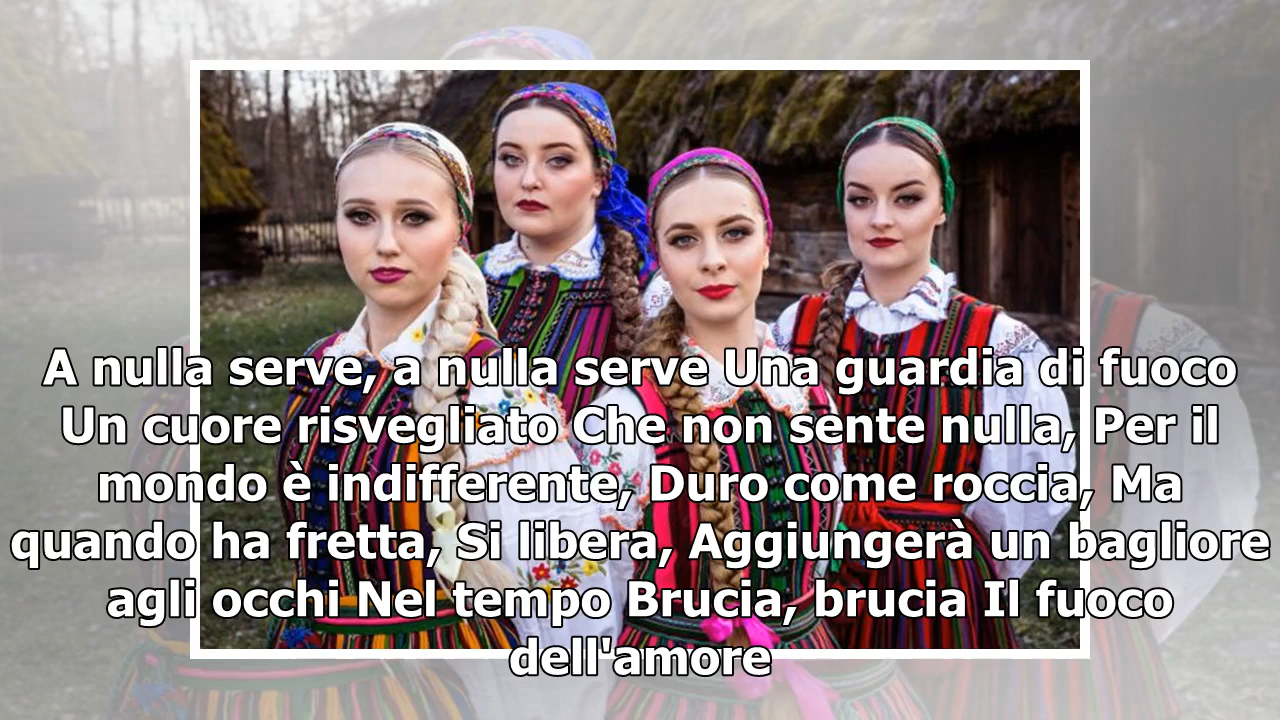 A nulla serve, a nulla serve Una guardia di fuoco
Un cuore risvegliato Che non sente nulla, Per il
mondo è indifferente, Duro come roccia, Ma
quando ha fretta, Si libera, Aggiungerà un bagliore
agli occhi Nel tempo Brucia, brucia Il fuoco
dell'amore